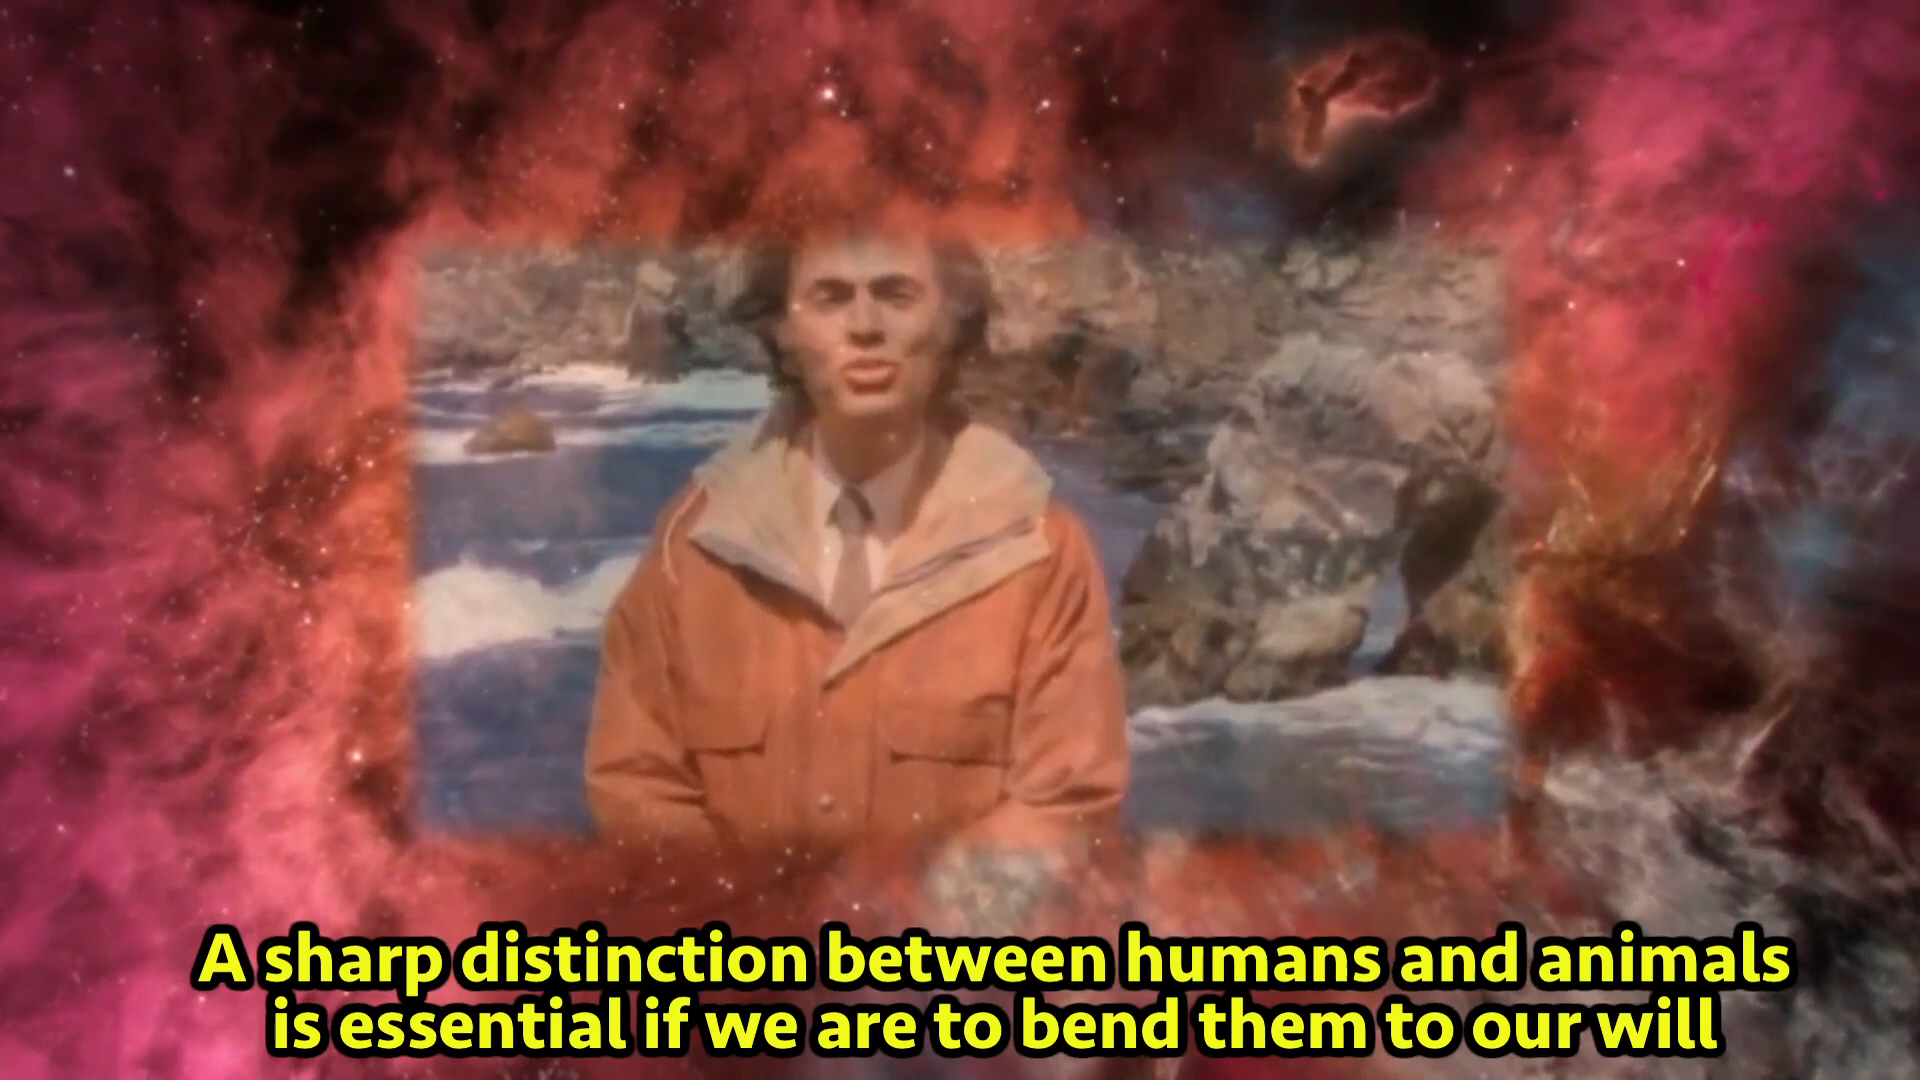 A sharp distinction between humans and animals
is essential if we are to bend them to our will